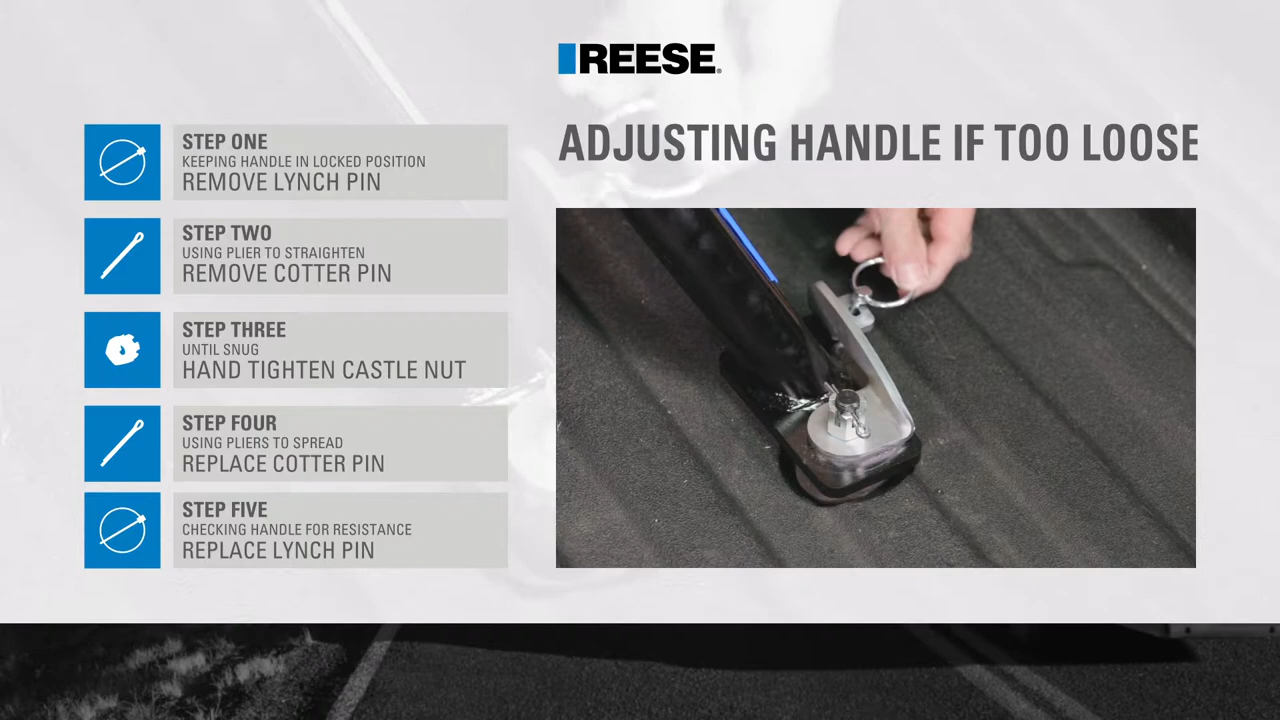 REESE®
ADJUSTING HANDLE IF TOO LOOSE
STEP ONE
KEEPING HANDLE IN LOCKED POSITION
REMOVE LYNCH PIN
STEP TWO
USING PLIER TO STRAIGHTEN
REMOVE COTTER PIN
STEP THREE
UNTIL SNUG
HAND TIGHTEN CASTLE NUT
STEP FOUR
USING PLIERS TO SPREAD
REPLACE COTTER PIN
STEP FIVE
CHECKING HANDLE FOR RESISTANCE
REPLACE LYNCH PIN